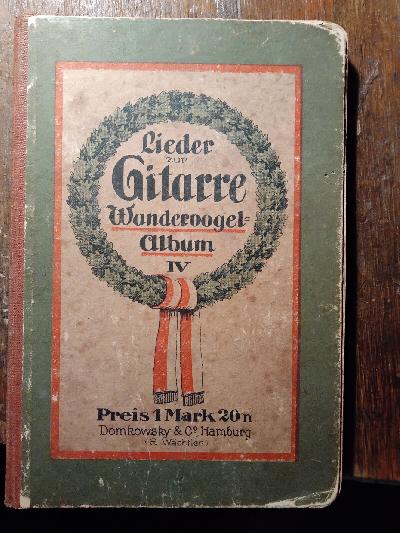 Lieder
zur
Gitarre
Wandervogel=
Album
IV
Preis 1 Mark 20 n
Domkowsky & Co Hamburg
(R. Wächtler)